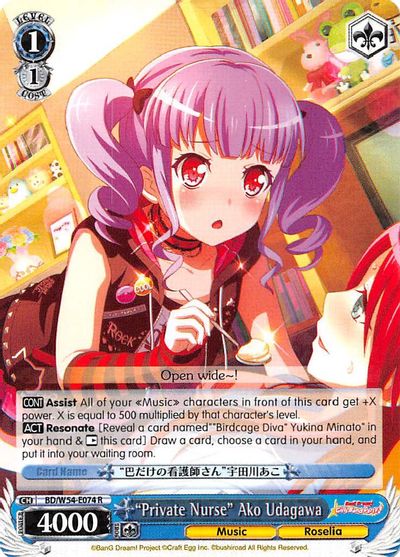 LEVEL
1
1
COST
COOL
ROCK
Open wide~!
CONT Assist All of your «Music» characters in front of this card get +X
power. X is equal to 500 multiplied by that character's level.
ACT Resonate [Reveal a card named"“Birdcage Diva” Yukina Minato" in
your hand & this card] Draw a card, choose a card in your hand, and
put it into your waiting room.
Card Name
“巴だけの看護師さん”宇田川あこ
CH BD/W54-E074 R
“Private Nurse” Ako Udagawa
POWER
4000
Music
Roselia
©BanG Dream! Project ©Craft Egg Inc. ©bushiroad All Rights Reserved.